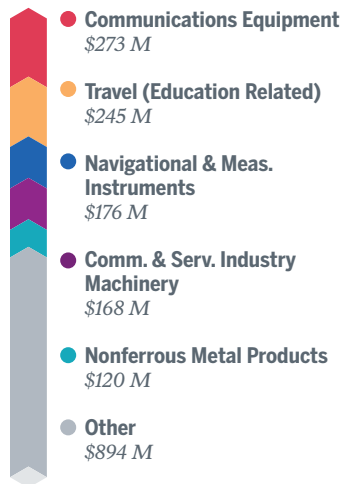 Communications Equipment
$273 M
Travel (Education Related)
$245 M
Navigational & Meas.
Instruments
$176 M
Comm. & Serv. Industry
Machinery
$168 M
Nonferrous Metal Products
$120 M
Other
$894 M